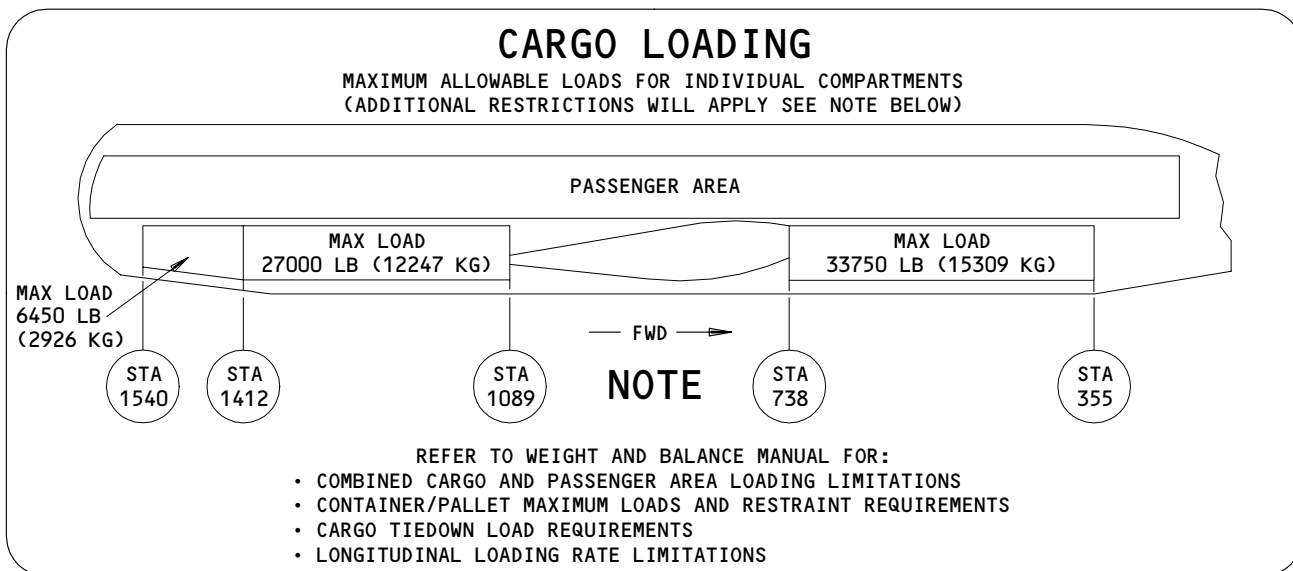 CARGO LOADING
MAXIMUM ALLOWABLE LOADS FOR INDIVIDUAL COMPARTMENTS
(ADDITIONAL RESTRICTIONS WILL APPLY SEE NOTE BELOW)
PASSENGER AREA
MAX LOAD
27000 LB (12247 KG)
MAX LOAD
33750 LB (15309 KG)
MAX LOAD
6450 LB
(2926 KG)
FWD
STA
1540
STA
1412
STA
1089
NOTE
STA
738
STA
355
REFER TO WEIGHT AND BALANCE MANUAL FOR:
• COMBINED CARGO AND PASSENGER AREA LOADING LIMITATIONS
• CONTAINER/PALLET MAXIMUM LOADS AND RESTRAINT REQUIREMENTS
• CARGO TIEDOWN LOAD REQUIREMENTS
• LONGITUDINAL LOADING RATE LIMITATIONS